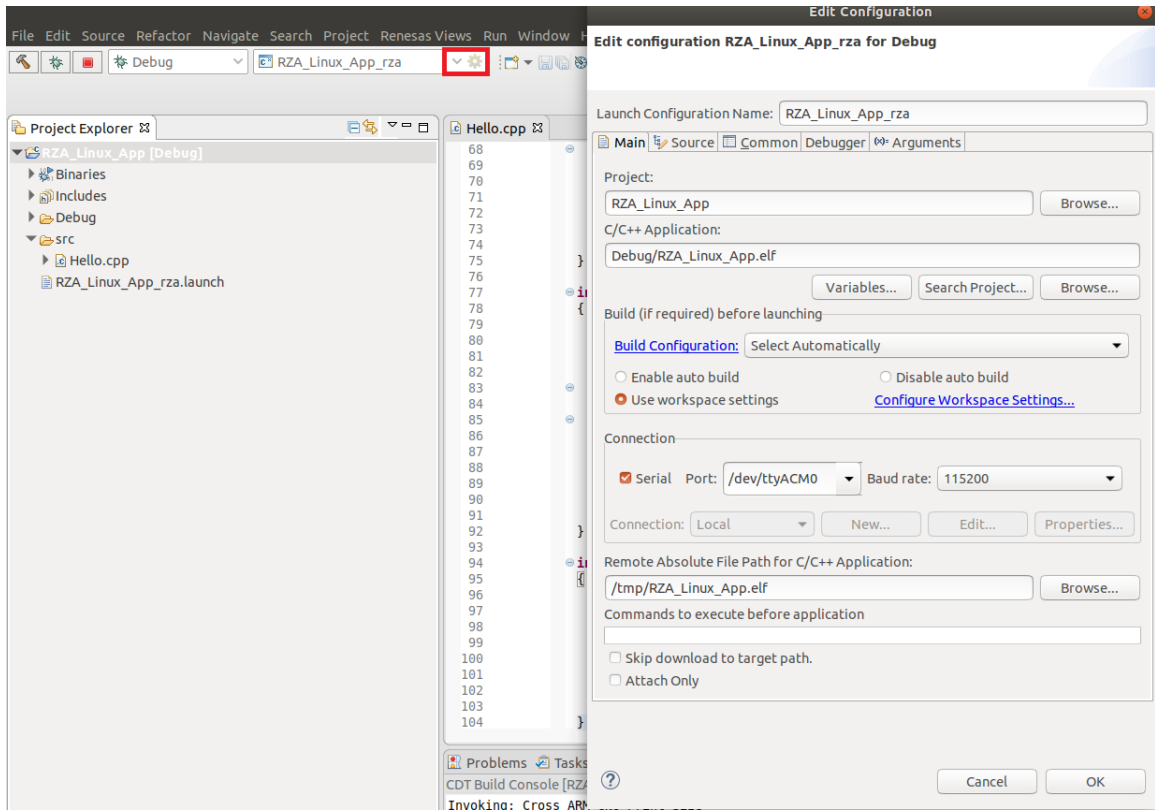 File Edit Source Refactor Navigate Search Project Renesas Views Run Window
Debug
RZA_Linux_App_rza
Project Explorer
RZA_Linux_App [Debug]
Binaries
Includes
Debug
src
Hello.cpp
RZA_Linux_App_rza.launch
Hello.cpp
68
69
70
71
72
73
74
75 }
76
77 in
78 {
79
80
81
82
83
84
85
86
87
88
89
90
91
92 }
93
94 in
95 {
96
97
98
99
100
101
102
103
104 }
Problems Tasks
CDT Build Console [RZA
Invoking: Cross ARM
Edit Configuration
Edit configuration RZA_Linux_App_rza for Debug
Launch Configuration Name: RZA_Linux_App_rza
Main Source Common Debugger Arguments
Project:
RZA_Linux_App Browse...
C/C++ Application:
Debug/RZA_Linux_App.elf
Variables... Search Project... Browse...
Build (if required) before launching
Build Configuration: Select Automatically
Enable auto build Disable auto build
Use workspace settings Configure Workspace Settings...
Connection
Serial Port: /dev/ttyACM0 Baud rate: 115200
Connection: Local New... Edit... Properties...
Remote Absolute File Path for C/C++ Application:
/tmp/RZA_Linux_App.elf Browse...
Commands to execute before application
Skip download to target path.
Attach Only
Cancel OK